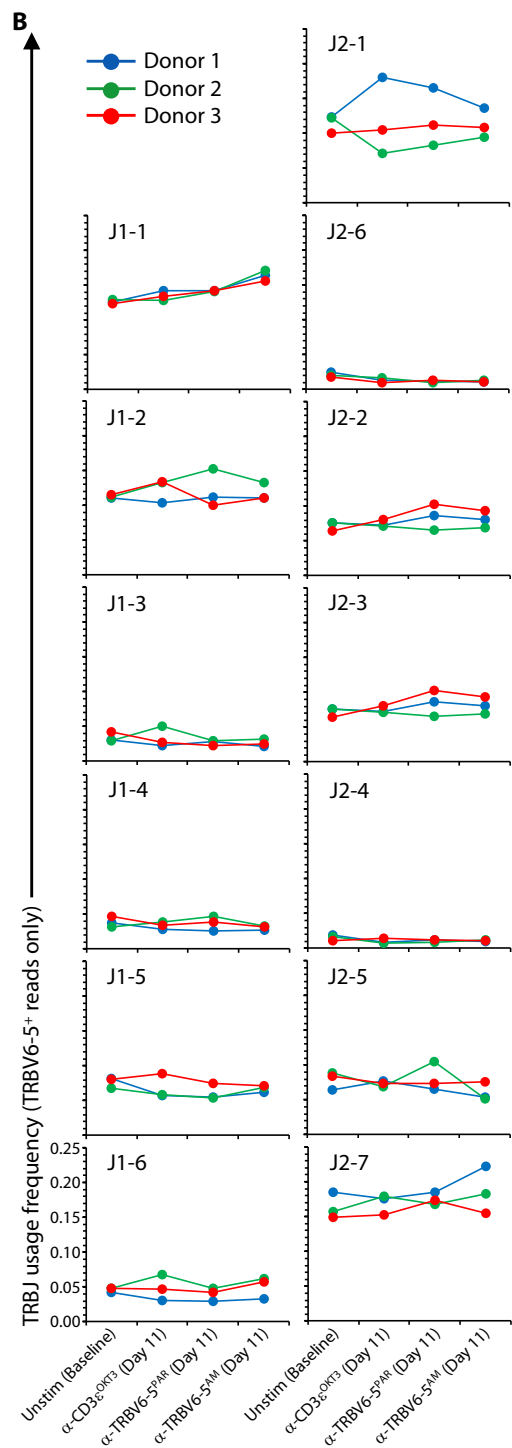 B
Donor 1
Donor 2
Donor 3
J2-1
J1-1
J2-6
J1-2
J2-2
J1-3
J2-3
J1-4
J2-4
J1-5
J2-5
J1-6
J2-7
0.25
0.20
0.15
0.10
0.05
0.00
TRBJ usage frequency (TRBV6-5⁺ reads only)
Unstim (Baseline)
α-CD3ε^OKT3 (Day 11)
α-TRBV6-5^PAR (Day 11)
α-TRBV6-5^AM (Day 11)
Unstim (Baseline)
α-CD3ε^OKT3 (Day 11)
α-TRBV6-5^PAR (Day 11)
α-TRBV6-5^AM (Day 11)